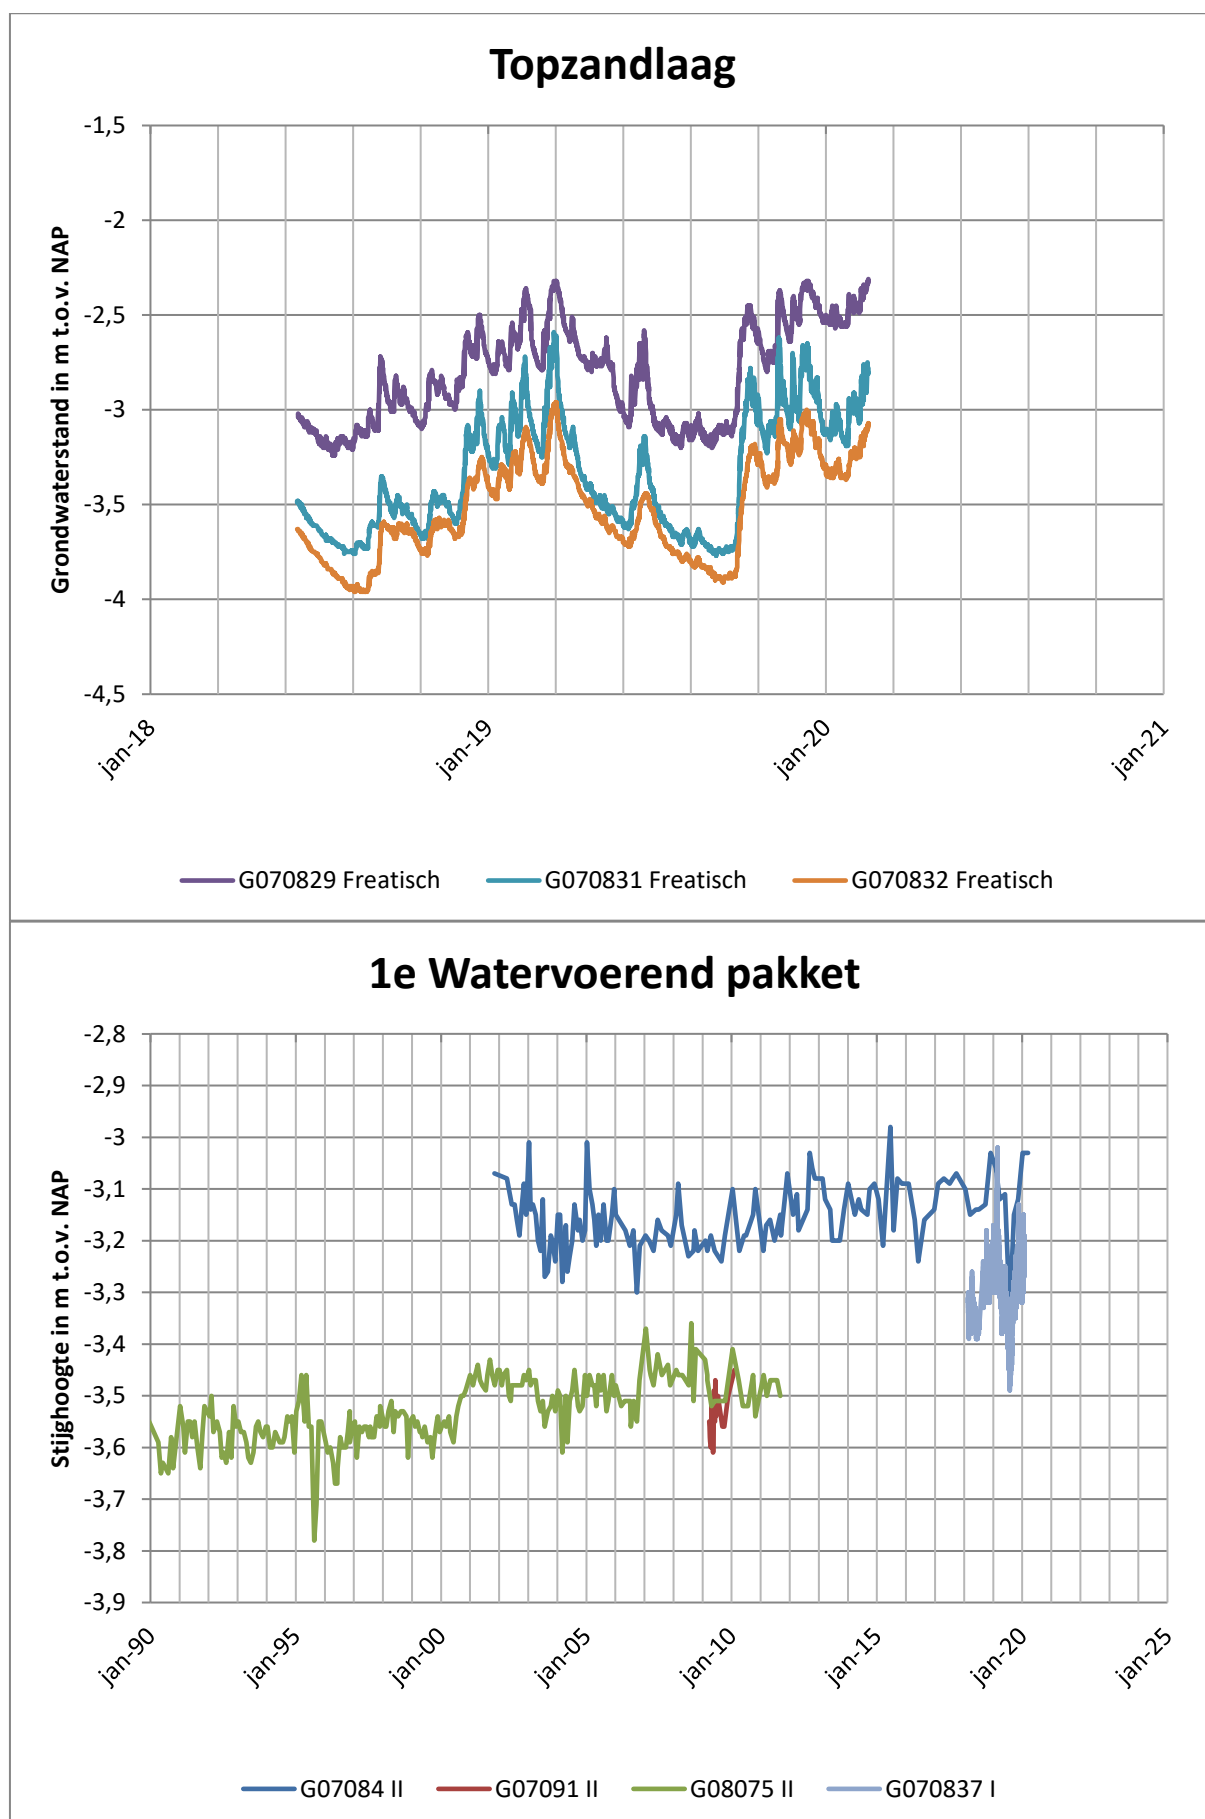 Topzandlaag
Grondwaterstand in m t.o.v. NAP
-1,5
-2
-2,5
-3
-3,5
-4
-4,5
jan-18
jan-19
jan-20
jan-21
G070829 Freatisch
G070831 Freatisch
G070832 Freatisch
1e Watervoerend pakket
Stijghoogte in m t.o.v. NAP
-2,8
-2,9
-3
-3,1
-3,2
-3,3
-3,4
-3,5
-3,6
-3,7
-3,8
-3,9
jan-90
jan-95
jan-00
jan-05
jan-10
jan-15
jan-20
jan-25
G07084 II
G07091 II
G08075 II
G070837 I